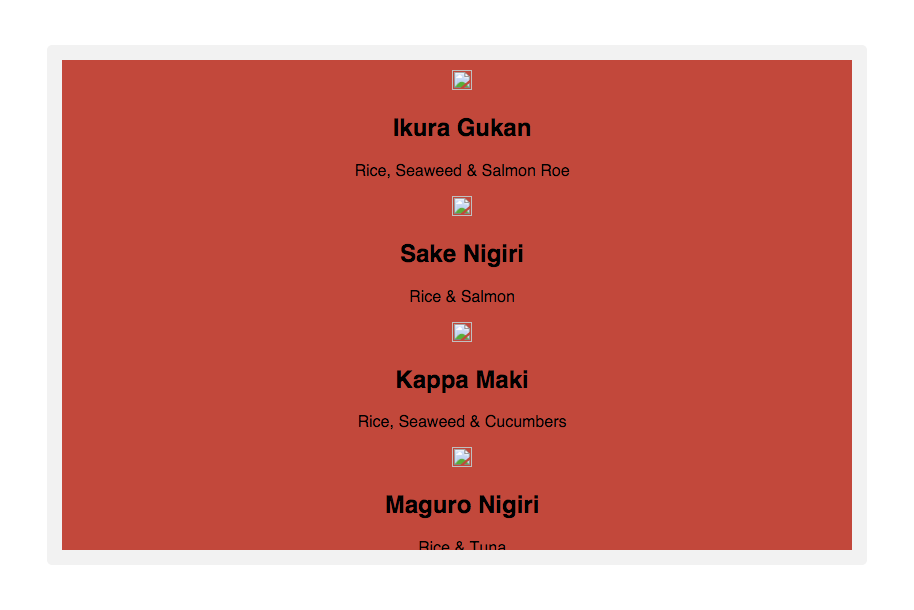 Ikura Gukan
Rice, Seaweed & Salmon Roe
Sake Nigiri
Rice & Salmon
Kappa Maki
Rice, Seaweed & Cucumbers
Maguro Nigiri
Rice & Tuna